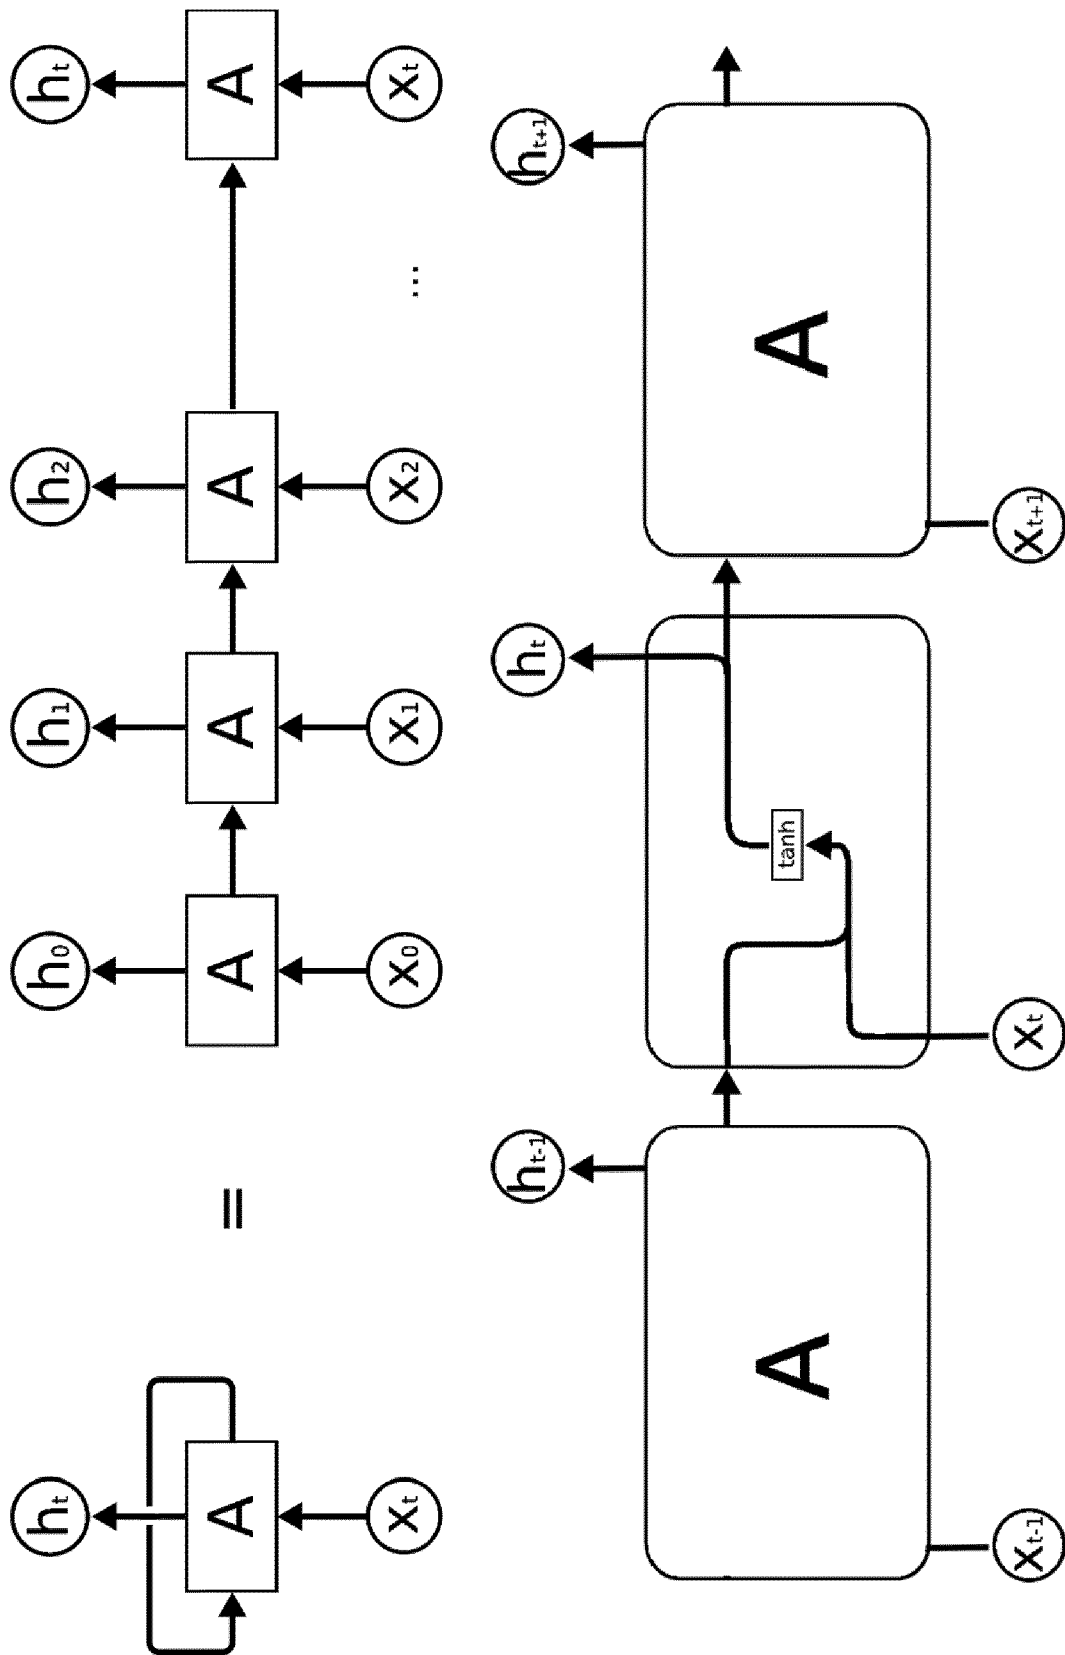 hₜ h₀ h₁ h₂ hₜ
A = A A A A
xₜ x₀ x₁ x₂ ... xₜ
hₜ₋₁ hₜ hₜ₊₁
A tanh A
xₜ₋₁ xₜ xₜ₊₁